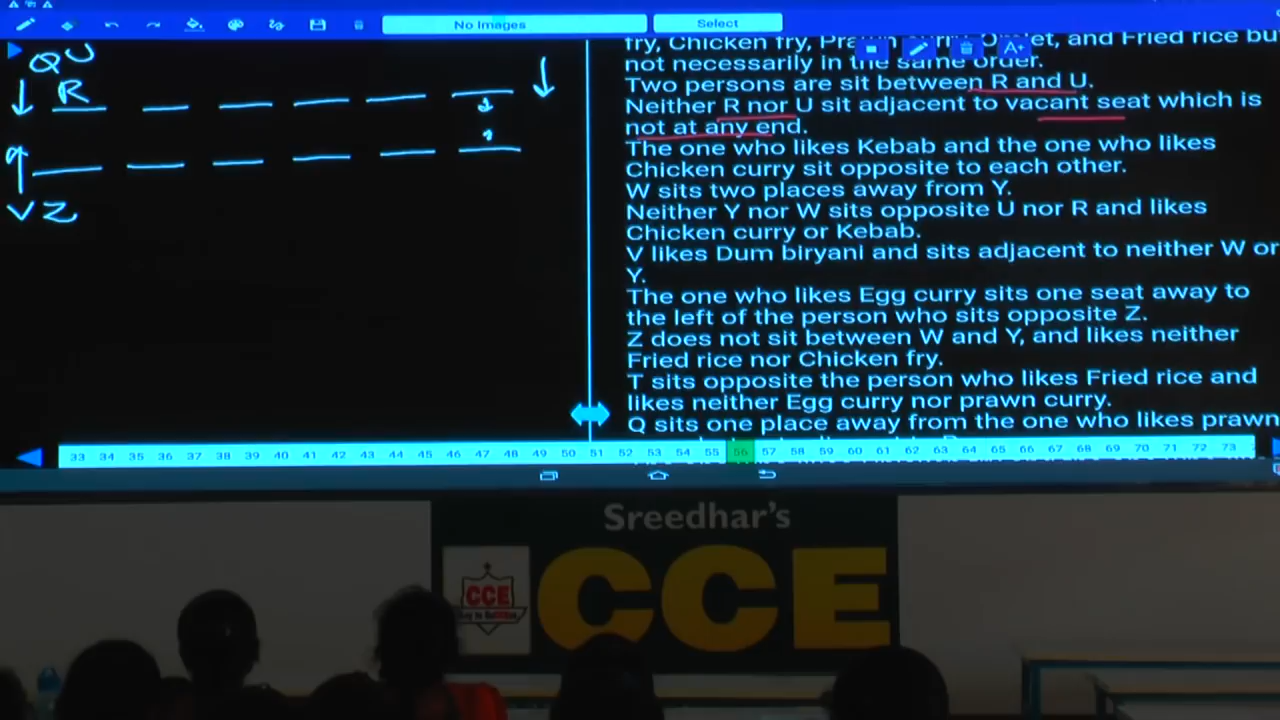 No Images
Select
Q U
R
V Z
fry, Chicken fry, Prawn curry, Omlet, and Fried rice but
not necessarily in the same order.
Two persons are sit between R and U.
Neither R nor U sit adjacent to vacant seat which is
not at any end.
The one who likes Kebab and the one who likes
Chicken curry sit opposite to each other.
W sits two places away from Y.
Neither Y nor W sits opposite U nor R and likes
Chicken curry or Kebab.
V likes Dum biryani and sits adjacent to neither W or
Y.
The one who likes Egg curry sits one seat away to
the left of the person who sits opposite Z.
Z does not sit between W and Y, and likes neither
Fried rice nor Chicken fry.
T sits opposite the person who likes Fried rice and
likes neither Egg curry nor prawn curry.
Q sits one place away from the one who likes prawn
33 34 35 36 37 38 39 40 41 42 43 44 45 46 47 48 49 50 51 52 53 54 55 56 57 58 59 60 61 62 63 64 65 66 67 68 69 70 71 72 73
Sreedhar's
CCE
CCE